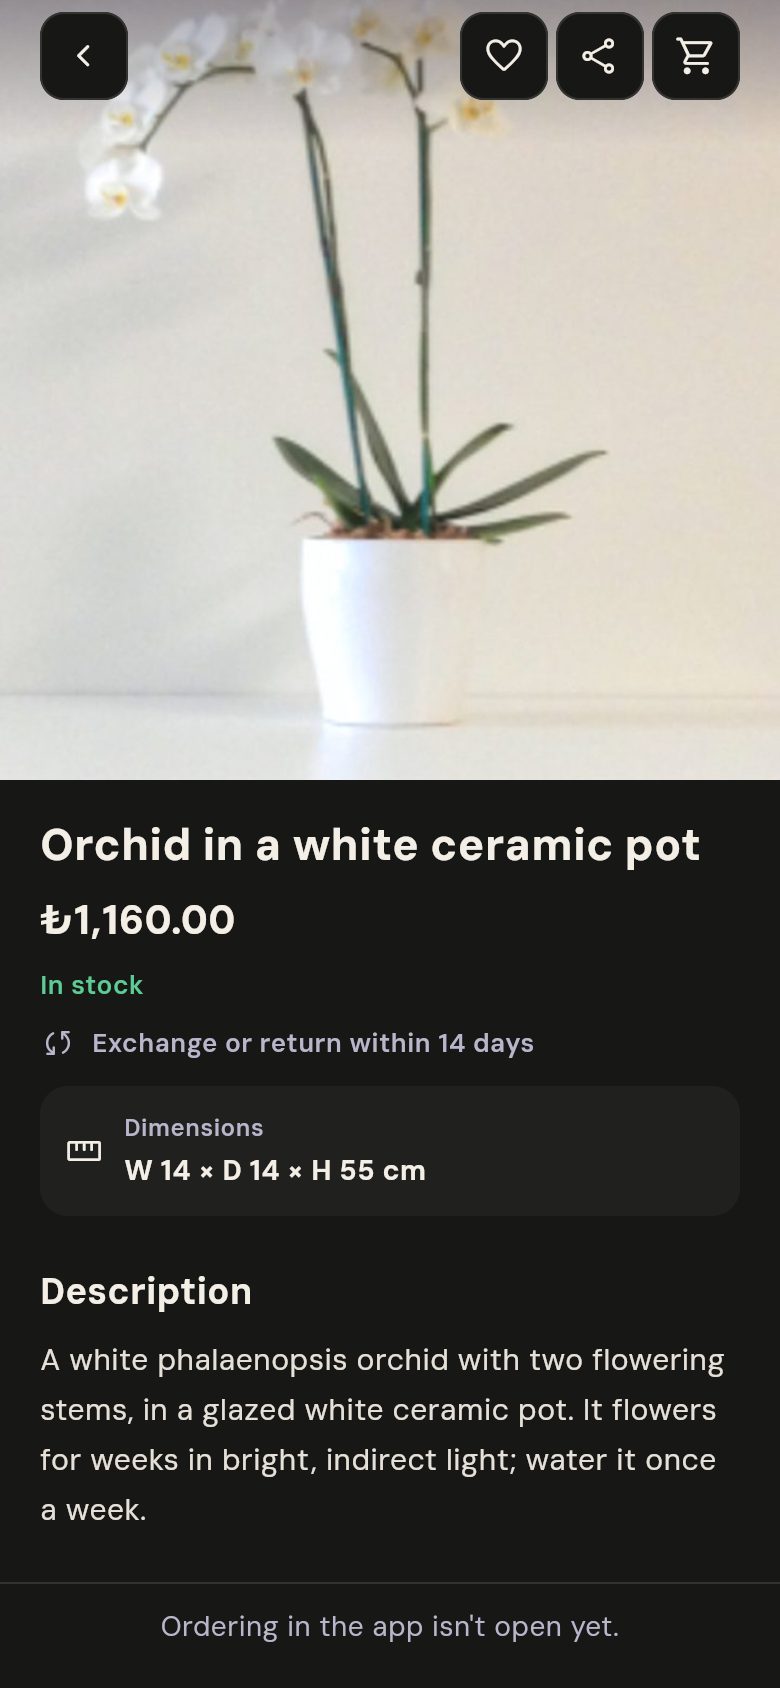 Orchid in a white ceramic pot
₺1,160.00
In stock
Exchange or return within 14 days
Dimensions
W 14 × D 14 × H 55 cm
Description
A white phalaenopsis orchid with two flowering
stems, in a glazed white ceramic pot. It flowers
for weeks in bright, indirect light; water it once
a week.
Ordering in the app isn't open yet.